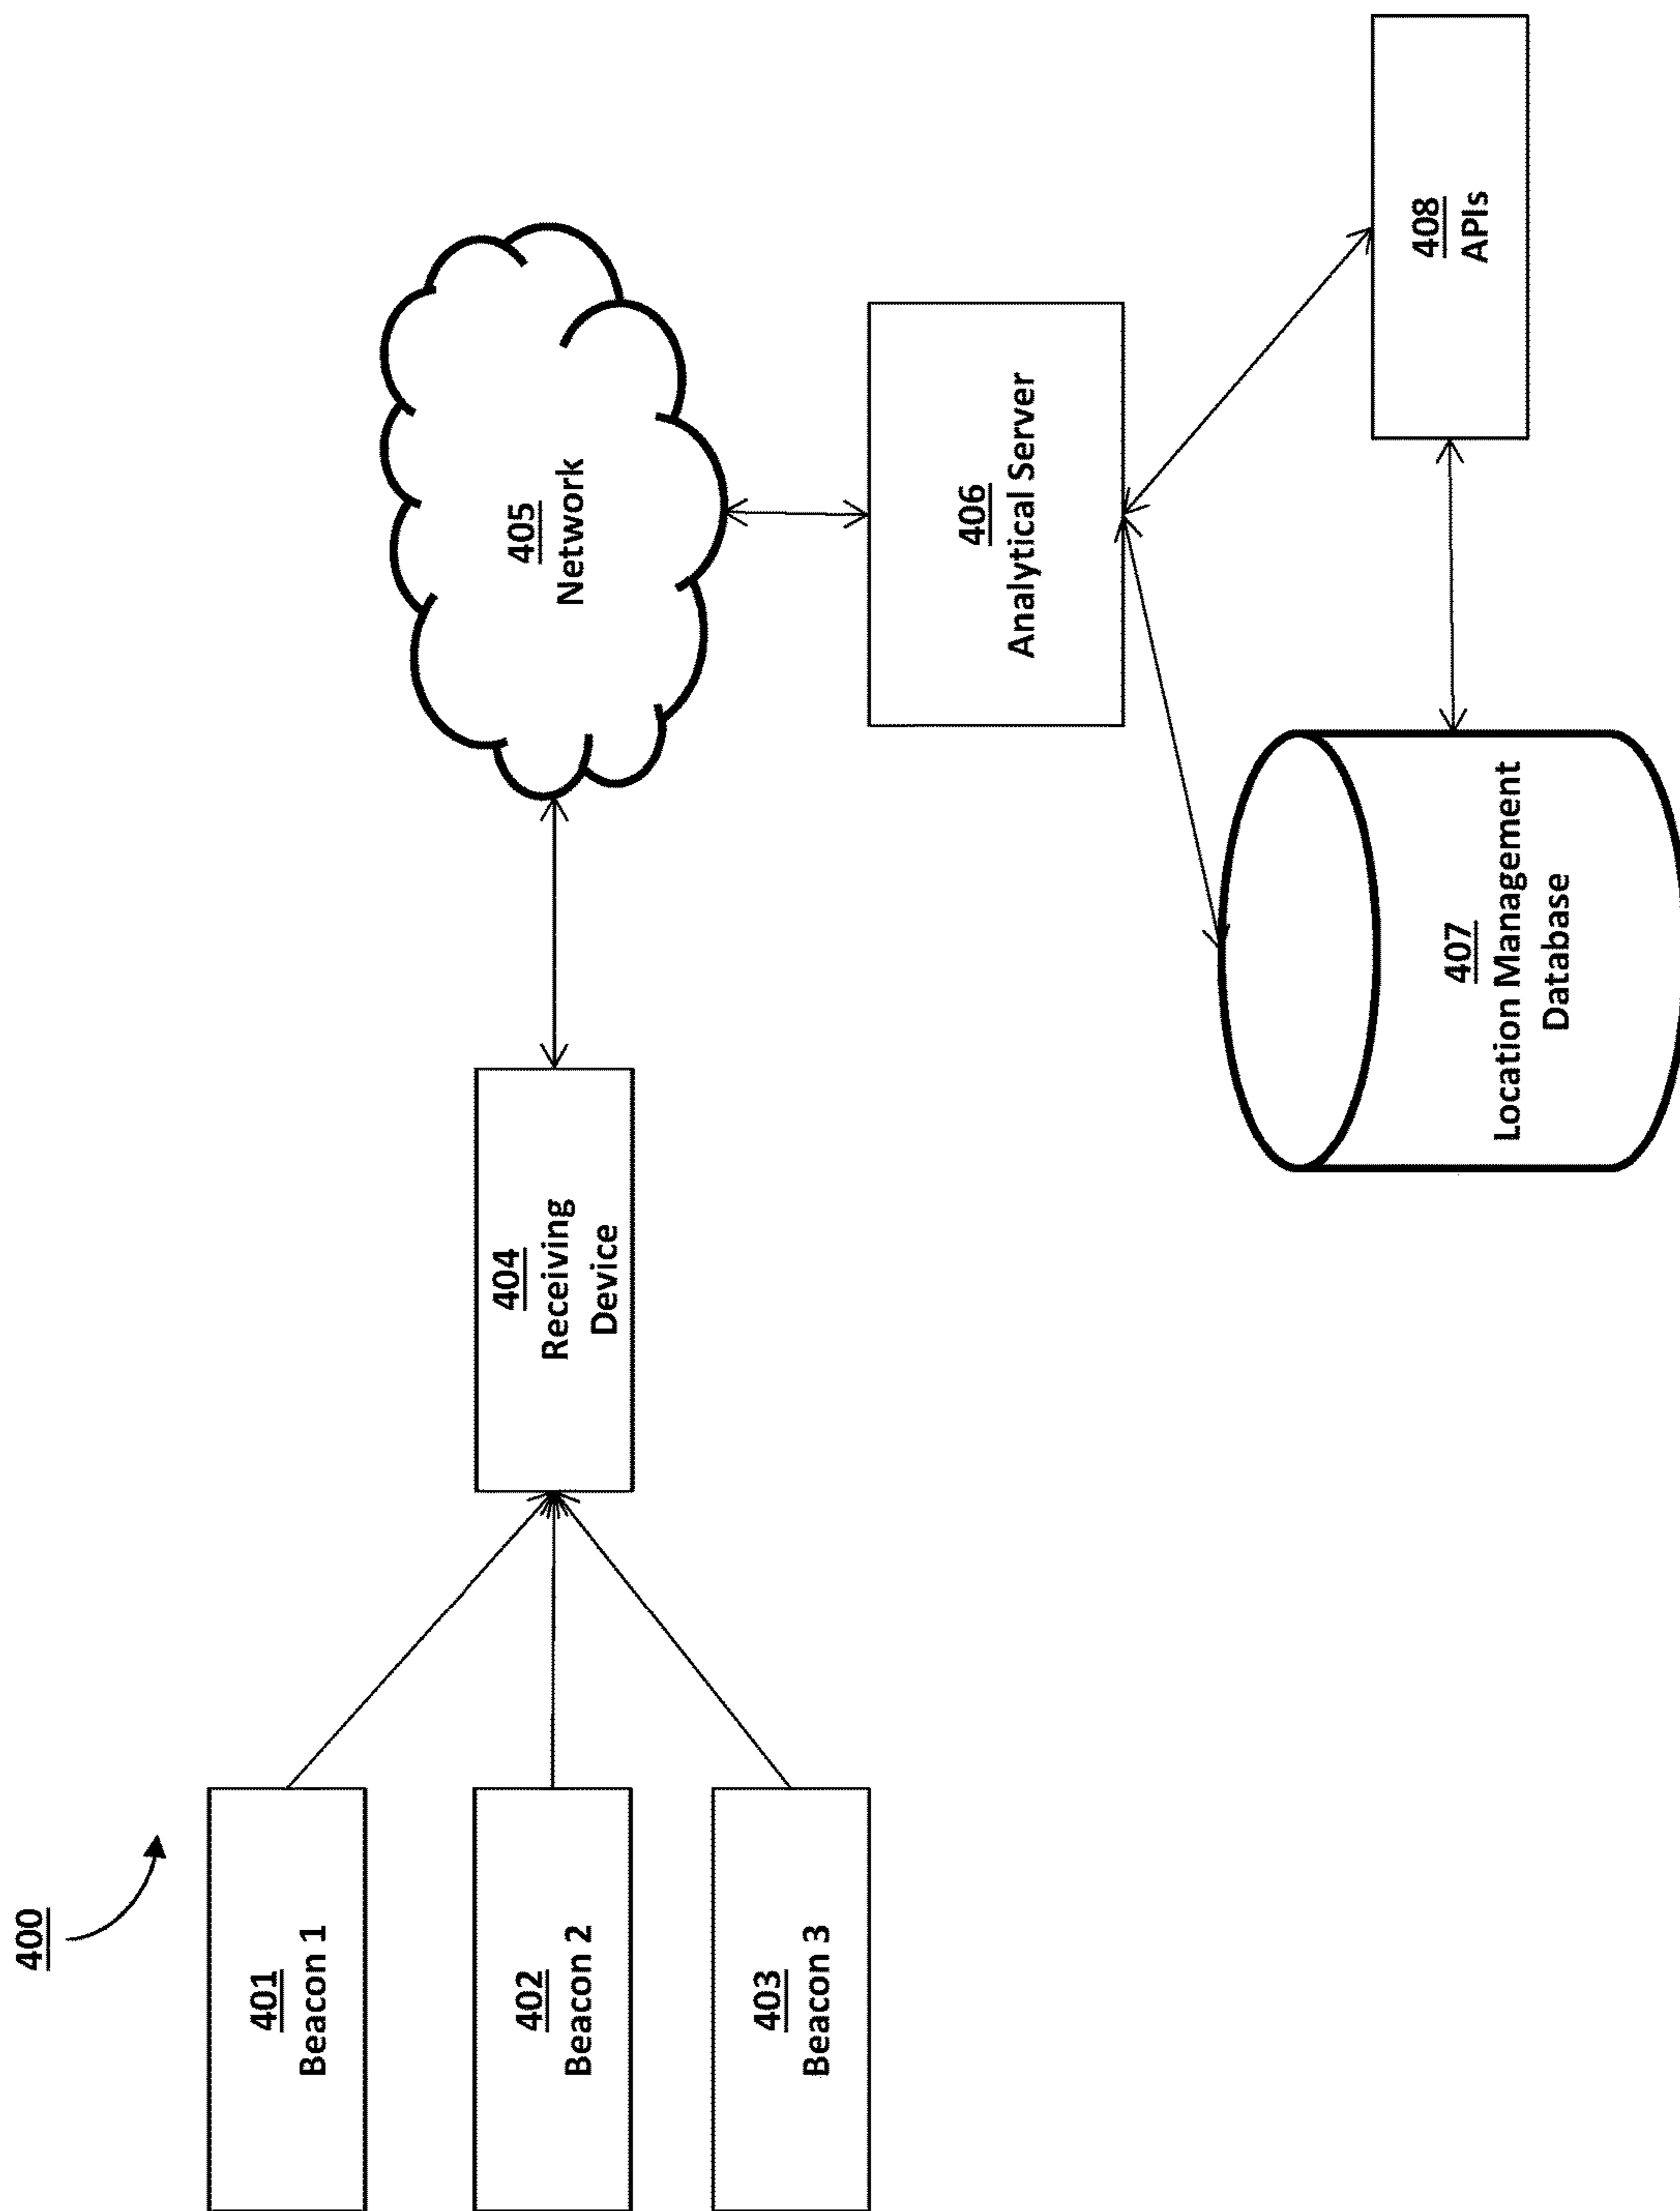 400
401
Beacon 1
402
Beacon 2
403
Beacon 3
404
Receiving
Device
405
Network
406
Analytical Server
407
Location Management
Database
408
APIs